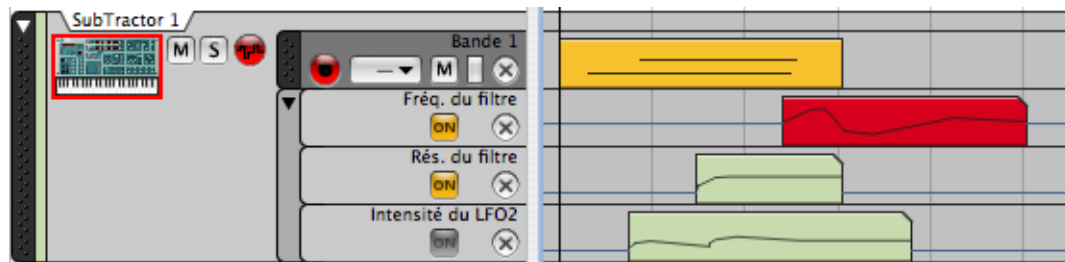 SubTractor 1
M S
Bande 1
M
Fréq. du filtre
ON
Rés. du filtre
ON
Intensité du LFO2
ON